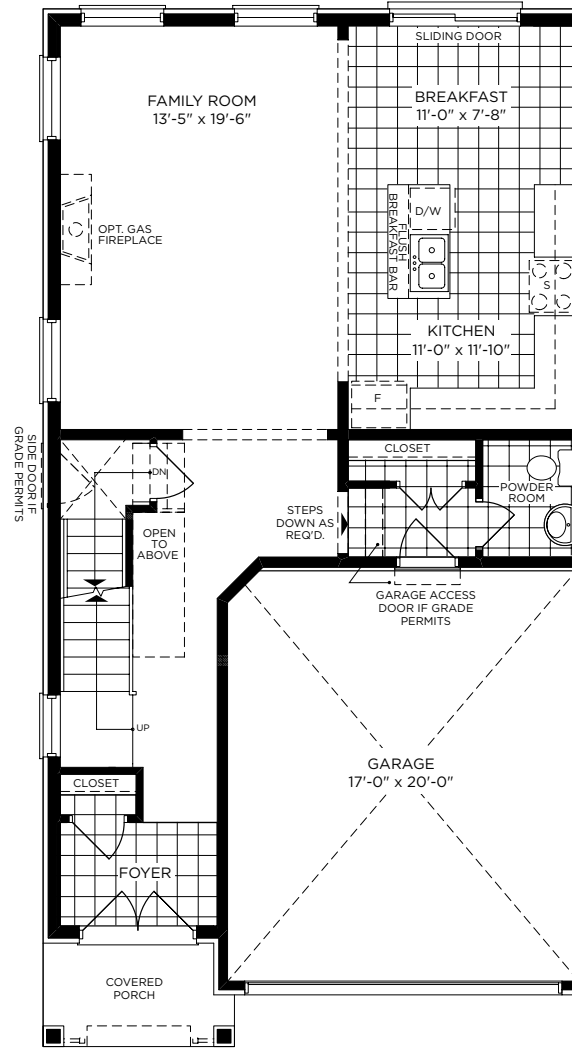 SLIDING DOOR
FAMILY ROOM
13'-5" x 19'-6"
BREAKFAST
11'-0" x 7'-8"
D/W
FLUSH
BREAKFAST BAR
OPT. GAS
FIREPLACE
S
KITCHEN
11'-0" x 11'-10"
F
SIDE DOOR IF
GRADE PERMITS
CLOSET
DN
POWDER
ROOM
OPEN
TO
ABOVE
STEPS
DOWN AS
REQ'D.
GARAGE ACCESS
DOOR IF GRADE
PERMITS
UP
GARAGE
17'-0" x 20'-0"
CLOSET
FOYER
COVERED
PORCH